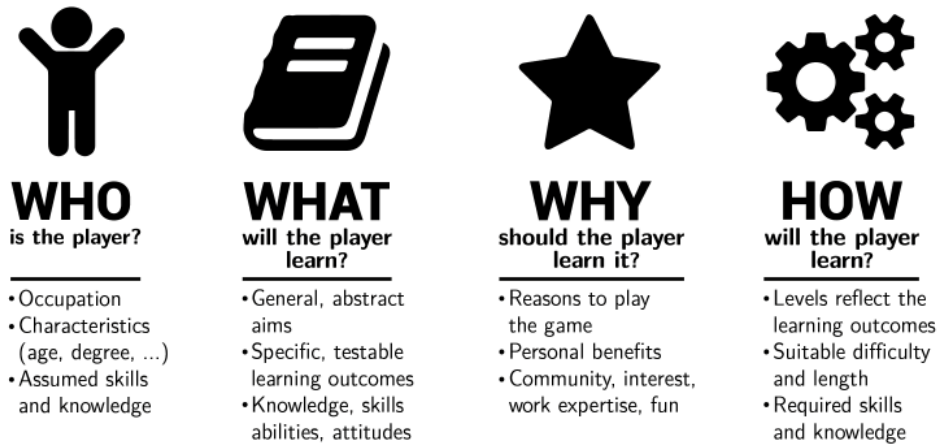 WHO
is the player?
• Occupation
• Characteristics
(age, degree, ...)
• Assumed skills
and knowledge
WHAT
will the player
learn?
• General, abstract
aims
• Specific, testable
learning outcomes
• Knowledge, skills
abilities, attitudes
WHY
should the player
learn it?
• Reasons to play
the game
• Personal benefits
• Community, interest,
work expertise, fun
HOW
will the player
learn?
• Levels reflect the
learning outcomes
• Suitable difficulty
and length
• Required skills
and knowledge